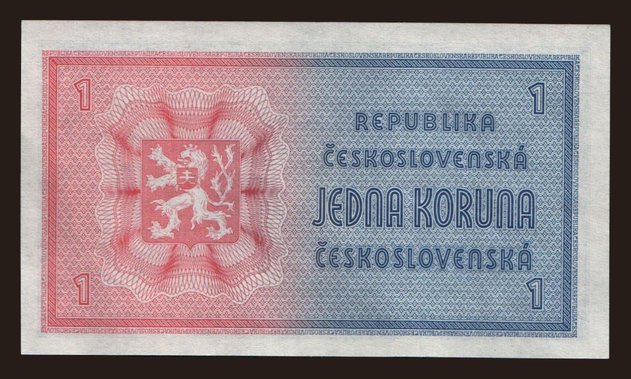 1 1
REPUBLIKA
ČESKOSLOVENSKÁ
JEDNA KORUNA
ČESKOSLOVENSKÁ
1 1